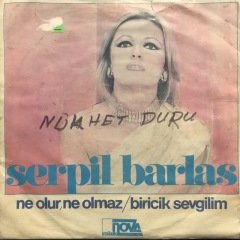 NÜKHET DURU
serpil barlas
ne olur ne olmaz/biricik sevgilim
NOVA